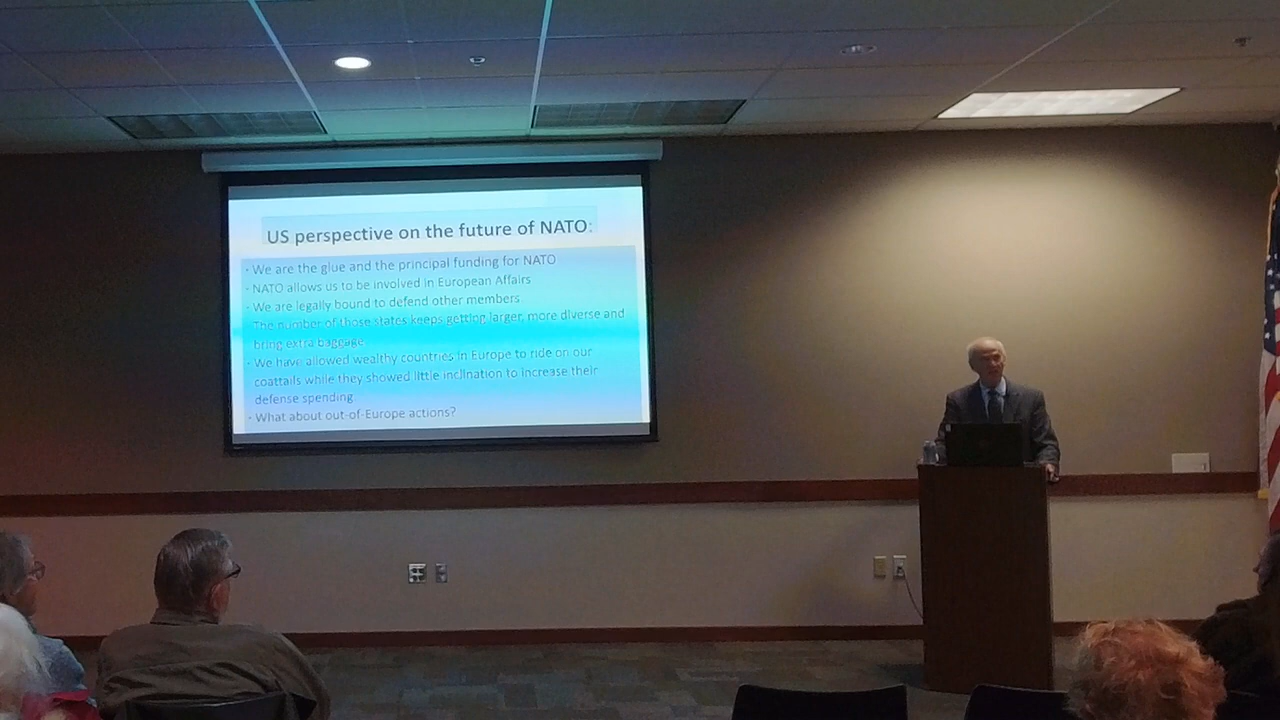 US perspective on the future of NATO:
- We are the glue and the principal funding for NATO
- NATO allows us to be involved in European Affairs
- We are legally bound to defend other members
The number of those states keeps getting larger, more diverse and
bring extra baggage
- We have allowed wealthy countries in Europe to ride on our
coattails while they showed little inclination to increase their
defense spending
- What about out-of-Europe actions?